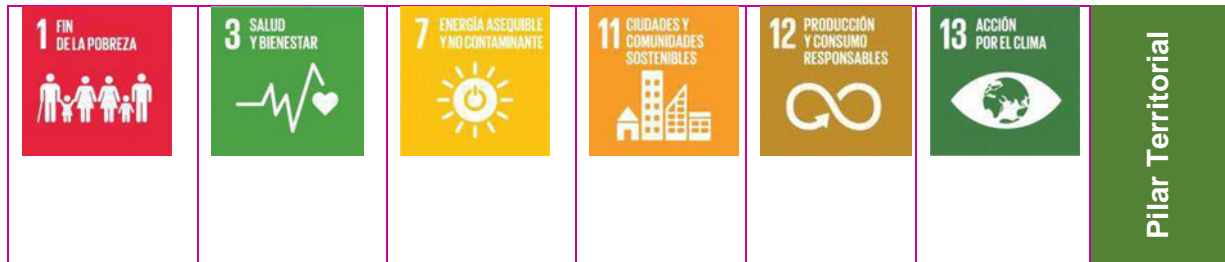 1 FIN
DE LA POBREZA
3 SALUD
Y BIENESTAR
7 ENERGÍA ASEQUIBLE
Y NO CONTAMINANTE
11 CIUDADES Y
COMUNIDADES
SOSTENIBLES
12 PRODUCCIÓN
Y CONSUMO
RESPONSABLES
13 ACCIÓN
POR EL CLIMA
Pilar Territorial